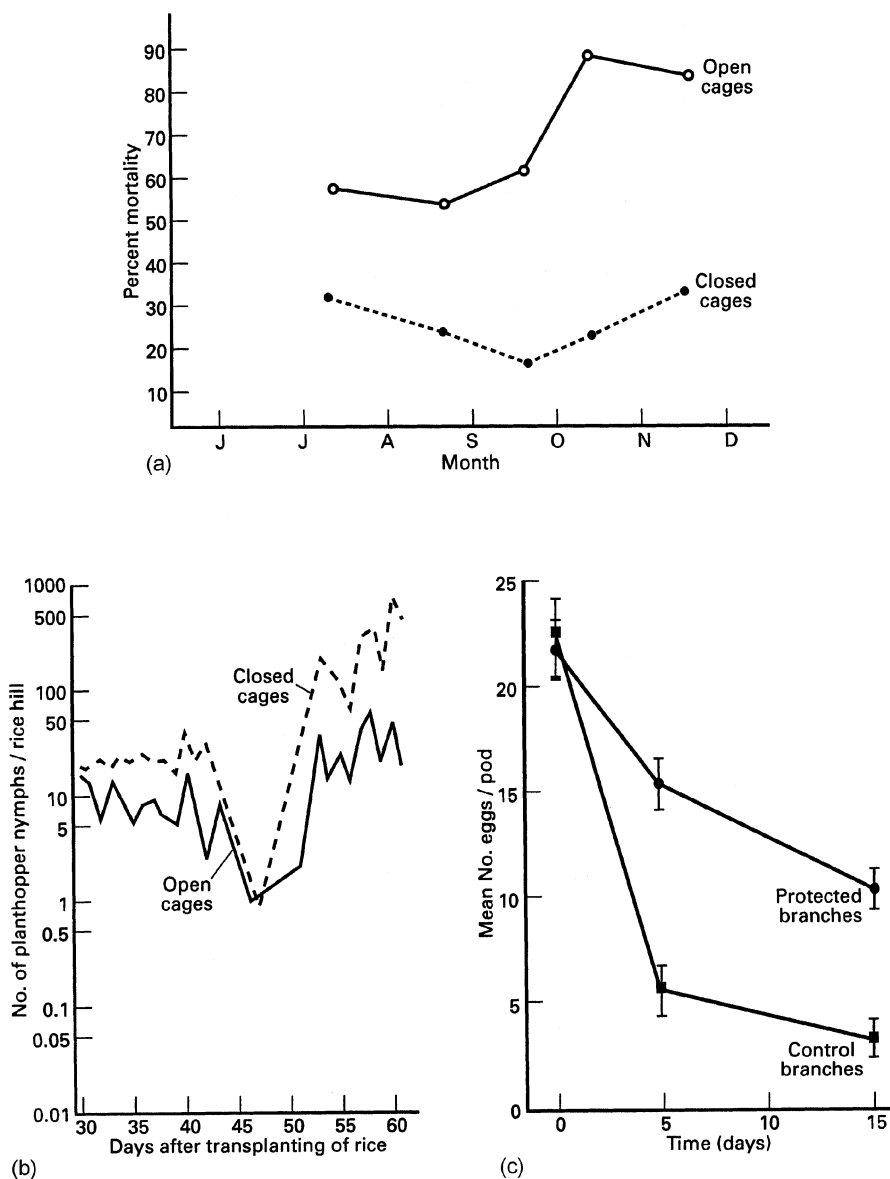 90
80
70
60
50
40
30
20
10
Percent mortality
Open
cages
Closed
cages
J J A S O N D
Month
(a)
1000
500
100
50
10
5
1
0.5
0.1
0.05
0.01
No. of planthopper nymphs / rice hill
Closed
cages
Open
cages
30 35 40 45 50 55 60
Days after transplanting of rice
(b)
25
20
15
10
5
0
Mean No. eggs / pod
Protected
branches
Control
branches
0 5 10 15
Time (days)
(c)